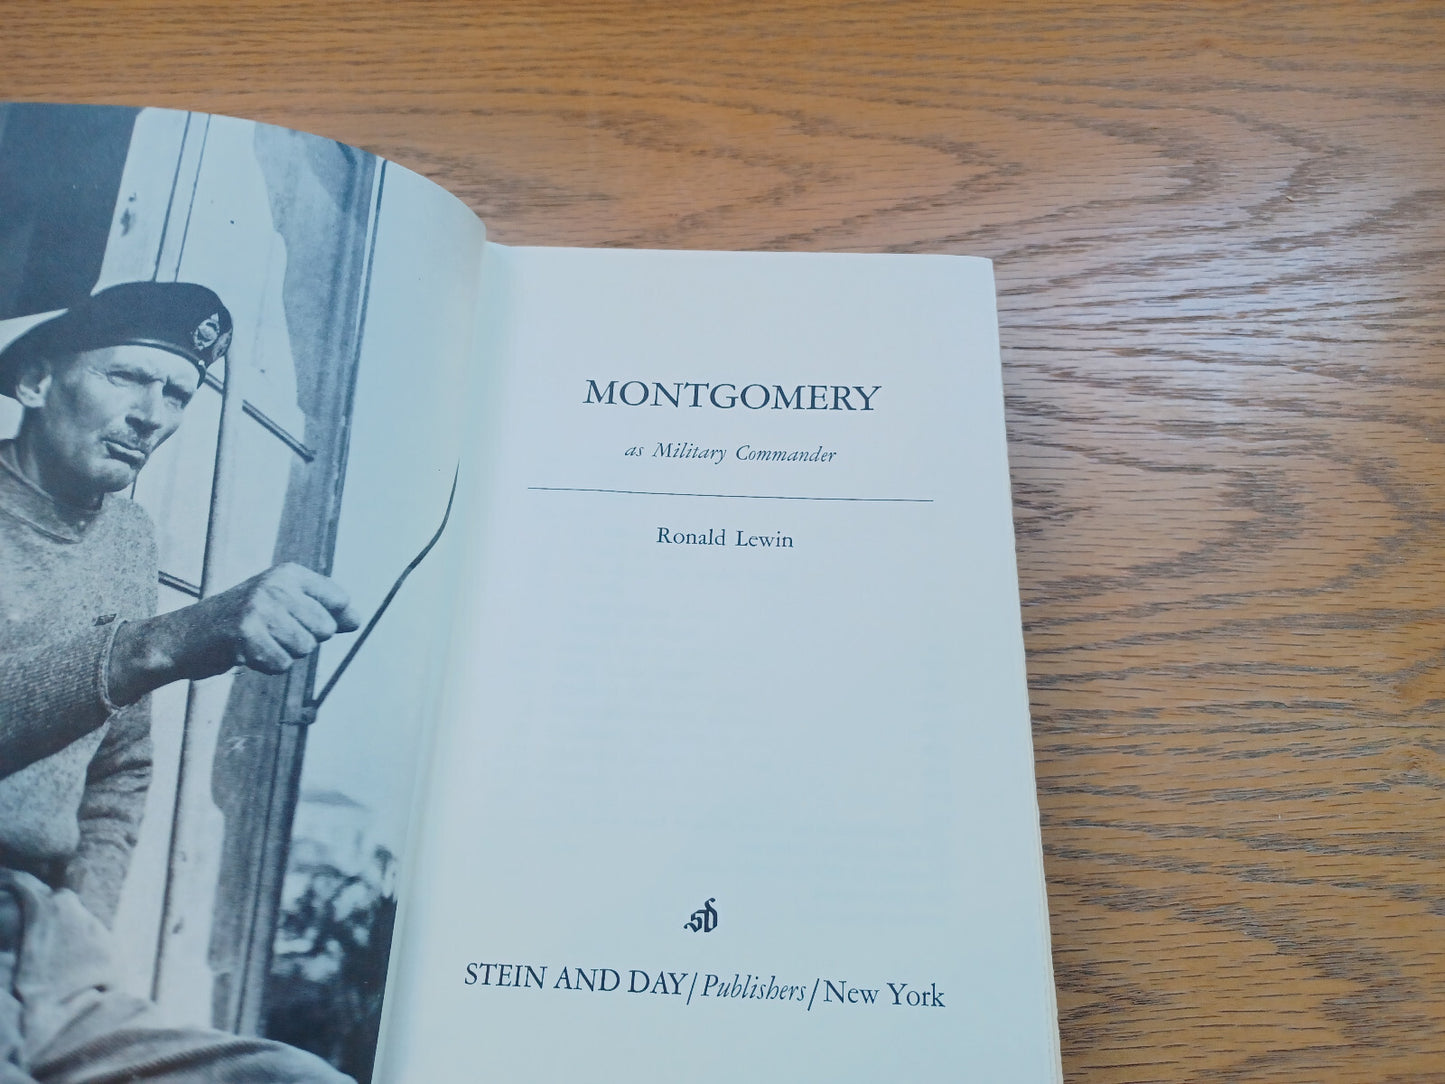 MONTGOMERY
as Military Commander
Ronald Lewin
sd
STEIN AND DAY/Publishers/New York